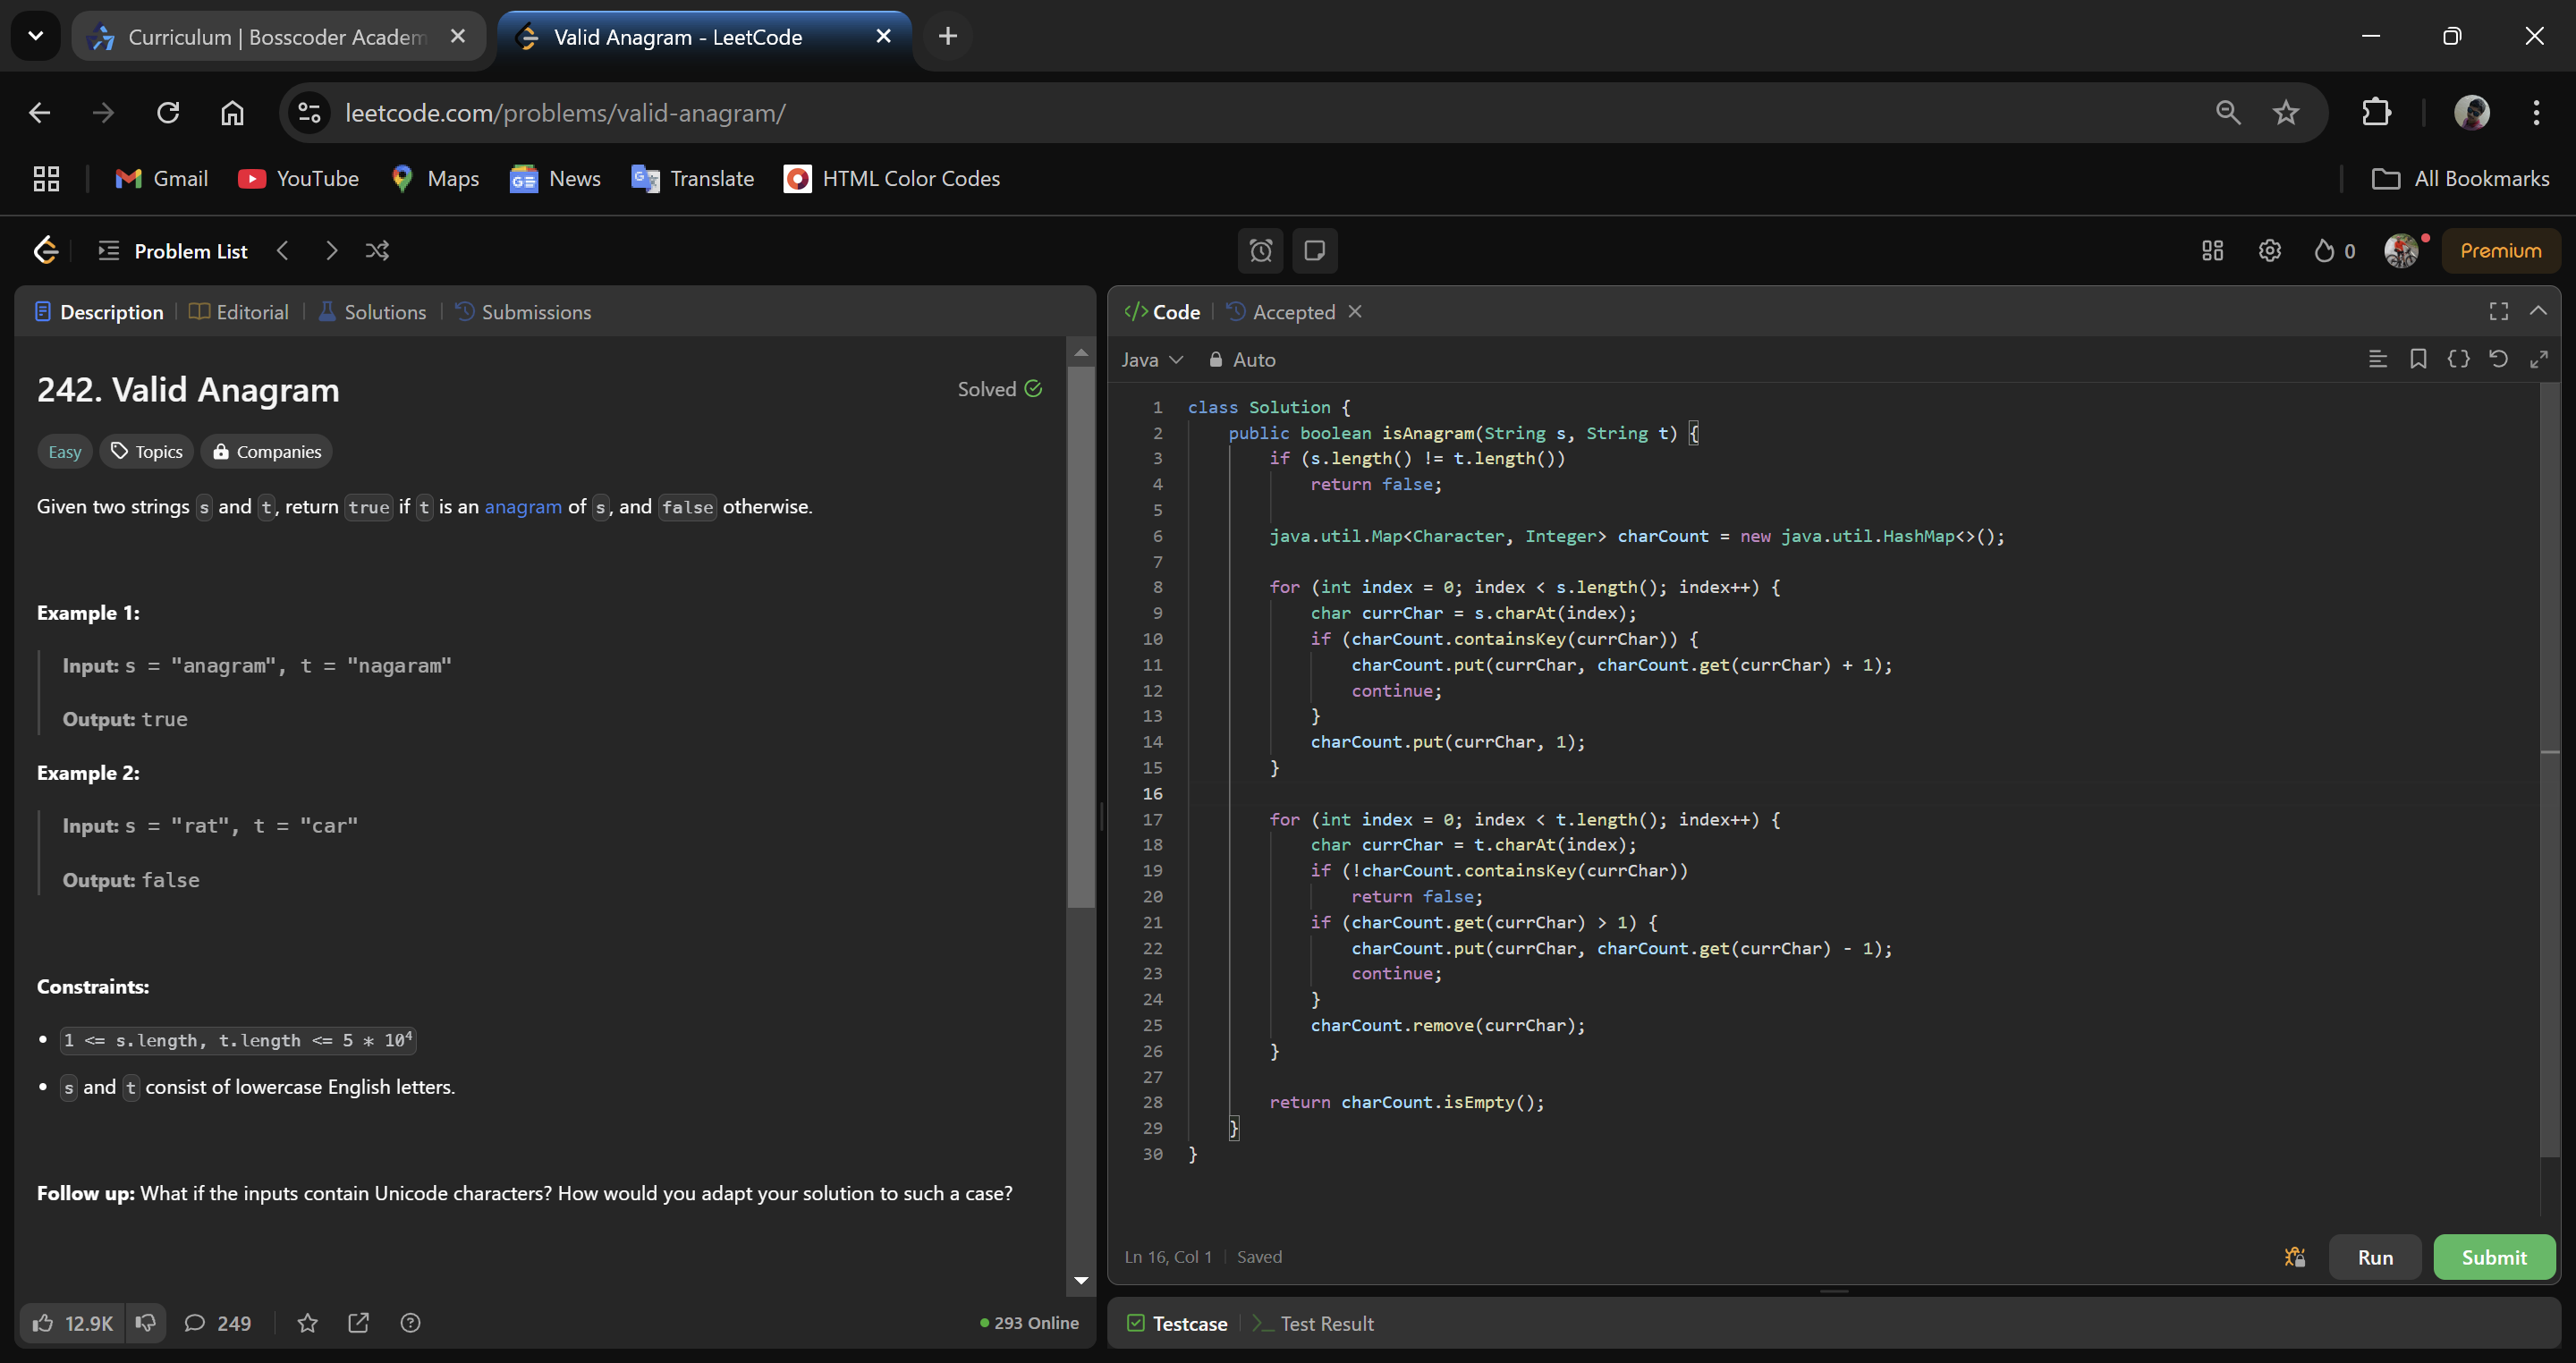 Curriculum | Bosscoder Academ
Valid Anagram - LeetCode
leetcode.com/problems/valid-anagram/
Gmail
YouTube
Maps
News
Translate
HTML Color Codes
All Bookmarks
Problem List
0
Premium
Description
Editorial
Solutions
Submissions
242. Valid Anagram
Solved
Easy
Topics
Companies
Given two strings s and t, return true if t is an anagram of s, and false otherwise.
Example 1:
Input: s = "anagram", t = "nagaram"
Output: true
Example 2:
Input: s = "rat", t = "car"
Output: false
Constraints:
• 1 <= s.length, t.length <= 5 * 10⁴
• s and t consist of lowercase English letters.
Follow up: What if the inputs contain Unicode characters? How would you adapt your solution to such a case?
12.9K
249
293 Online
</> Code
Accepted
Java
Auto
1 class Solution {
2     public boolean isAnagram(String s, String t) {
3         if (s.length() != t.length())
4             return false;
5
6         java.util.Map<Character, Integer> charCount = new java.util.HashMap<>();
7
8         for (int index = 0; index < s.length(); index++) {
9             char currChar = s.charAt(index);
10             if (charCount.containsKey(currChar)) {
11                 charCount.put(currChar, charCount.get(currChar) + 1);
12                 continue;
13             }
14             charCount.put(currChar, 1);
15         }
16
17         for (int index = 0; index < t.length(); index++) {
18             char currChar = t.charAt(index);
19             if (!charCount.containsKey(currChar))
20                 return false;
21             if (charCount.get(currChar) > 1) {
22                 charCount.put(currChar, charCount.get(currChar) - 1);
23                 continue;
24             }
25             charCount.remove(currChar);
26         }
27
28         return charCount.isEmpty();
29     }
30 }
Ln 16, Col 1
Saved
Run
Submit
Testcase
Test Result